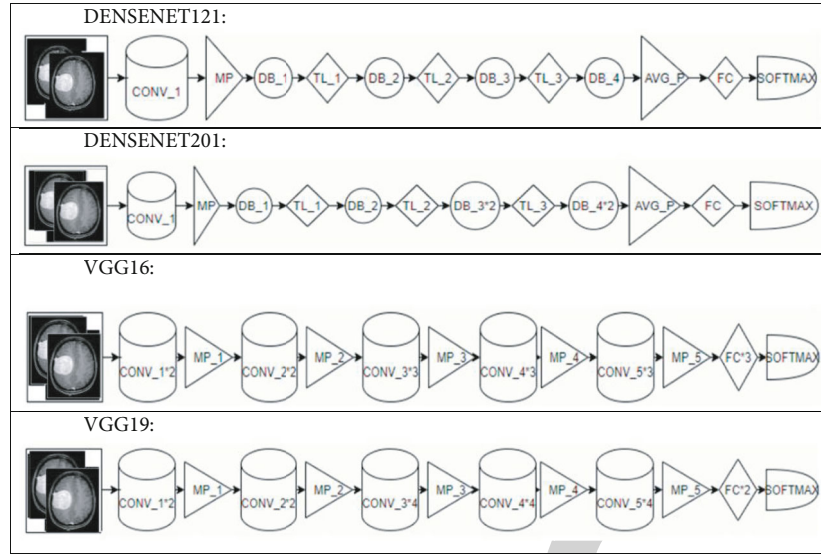 DENSENET121:
CONV_1 MP DB_1 TL_1 DB_2 TL_2 DB_3 TL_3 DB_4 AVG_P FC SOFTMAX
DENSENET201:
CONV_1 MP DB_1 TL_1 DB_2 TL_2 DB_3*2 TL_3 DB_4*2 AVG_P FC SOFTMAX
VGG16:
CONV_1*2 MP_1 CONV_2*2 MP_2 CONV_3*3 MP_3 CONV_4*3 MP_4 CONV_5*3 MP_5 FC*3 SOFTMAX
VGG19:
CONV_1*2 MP_1 CONV_2*2 MP_2 CONV_3*4 MP_3 CONV_4*4 MP_4 CONV_5*4 MP_5 FC*2 SOFTMAX